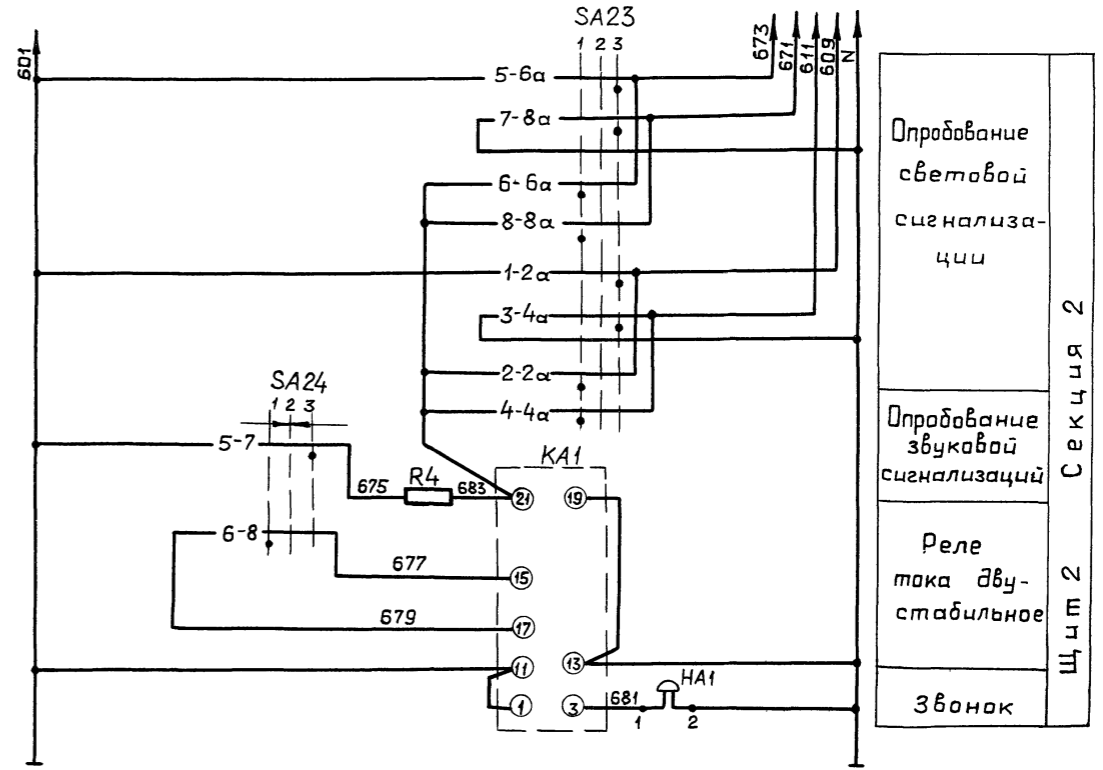 SA23
1 2 3
601
673
671
611
609
N
5-6а
7-8а
6-6а
8-8а
1-2а
3-4а
2-2а
4-4а
SA24
1 2 3
5-7
675
R4
683
KA1
21
19
6-8
677
15
679
17
11
13
1
3
681
HA1
1
2
Опробование
световой
сигнализа-
ции
Опробование
звуковой
сигнализаций
Реле
тока дву-
стабильное
Звонок
Щит 2 Секция 2